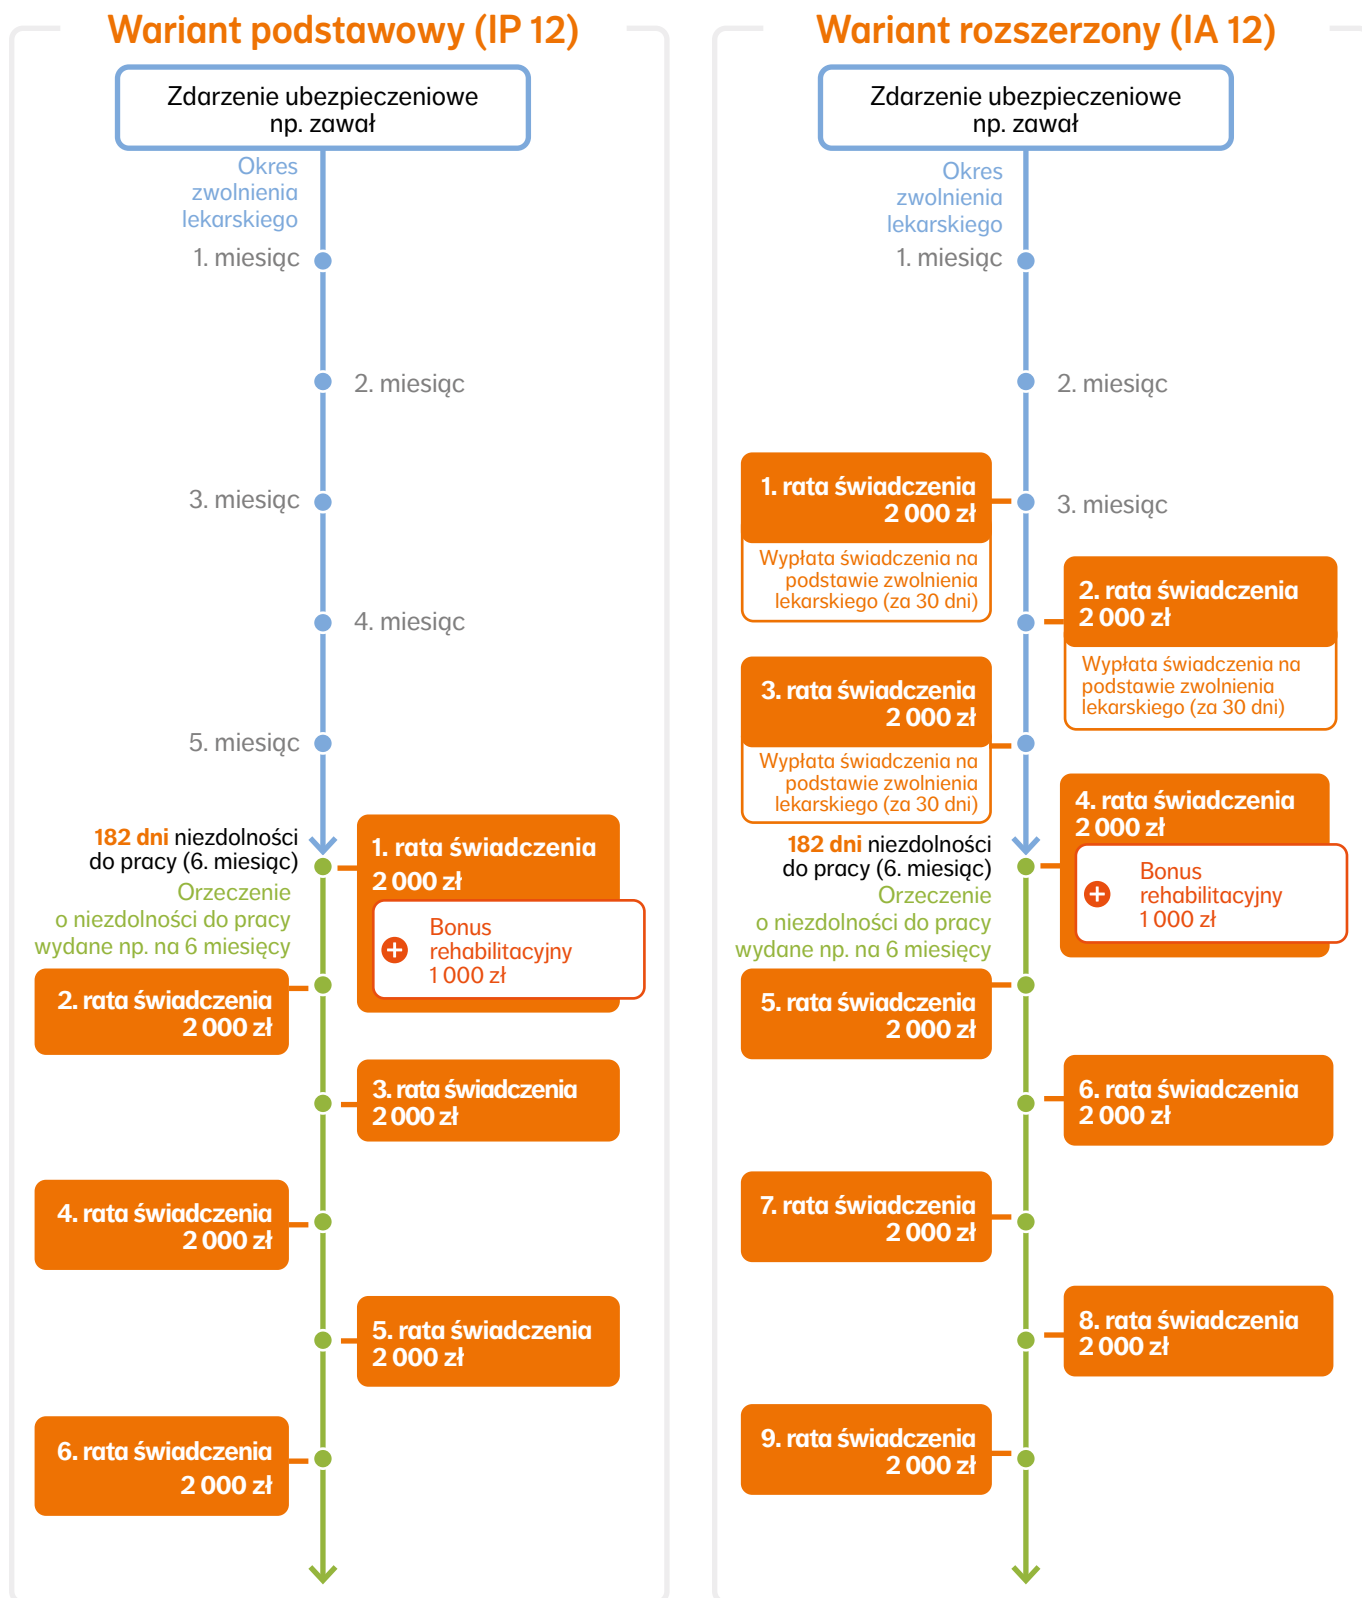 Wariant podstawowy (IP 12)
Zdarzenie ubezpieczeniowe
np. zawał
Okres
zwolnienia
lekarskiego
1. miesiąc
2. miesiąc
3. miesiąc
4. miesiąc
5. miesiąc
182 dni niezdolności
do pracy (6. miesiąc)
Orzeczenie
o niezdolności do pracy
wydane np. na 6 miesięcy
1. rata świadczenia
2 000 zł
+
Bonus
rehabilitacyjny
1 000 zł
2. rata świadczenia
2 000 zł
3. rata świadczenia
2 000 zł
4. rata świadczenia
2 000 zł
5. rata świadczenia
2 000 zł
6. rata świadczenia
2 000 zł
Wariant rozszerzony (IA 12)
Zdarzenie ubezpieczeniowe
np. zawał
Okres
zwolnienia
lekarskiego
1. miesiąc
2. miesiąc
1. rata świadczenia
2 000 zł
Wypłata świadczenia na
podstawie zwolnienia
lekarskiego (za 30 dni)
3. miesiąc
2. rata świadczenia
2 000 zł
Wypłata świadczenia na
podstawie zwolnienia
lekarskiego (za 30 dni)
3. rata świadczenia
2 000 zł
Wypłata świadczenia na
podstawie zwolnienia
lekarskiego (za 30 dni)
182 dni niezdolności
do pracy (6. miesiąc)
Orzeczenie
o niezdolności do pracy
wydane np. na 6 miesięcy
4. rata świadczenia
2 000 zł
+
Bonus
rehabilitacyjny
1 000 zł
5. rata świadczenia
2 000 zł
6. rata świadczenia
2 000 zł
7. rata świadczenia
2 000 zł
8. rata świadczenia
2 000 zł
9. rata świadczenia
2 000 zł